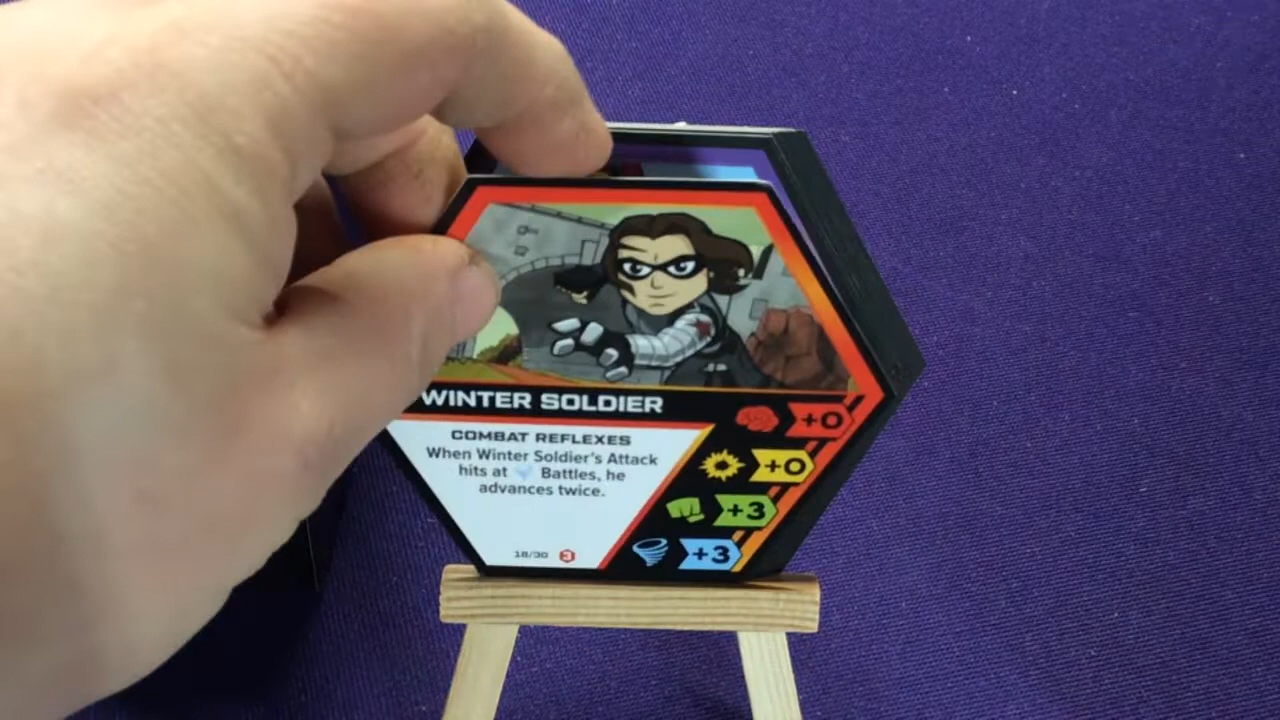 WINTER SOLDIER
+0
COMBAT REFLEXES
When Winter Soldier's Attack
hits at Battles, he
advances twice.
+0
+3
+3
18/30 3